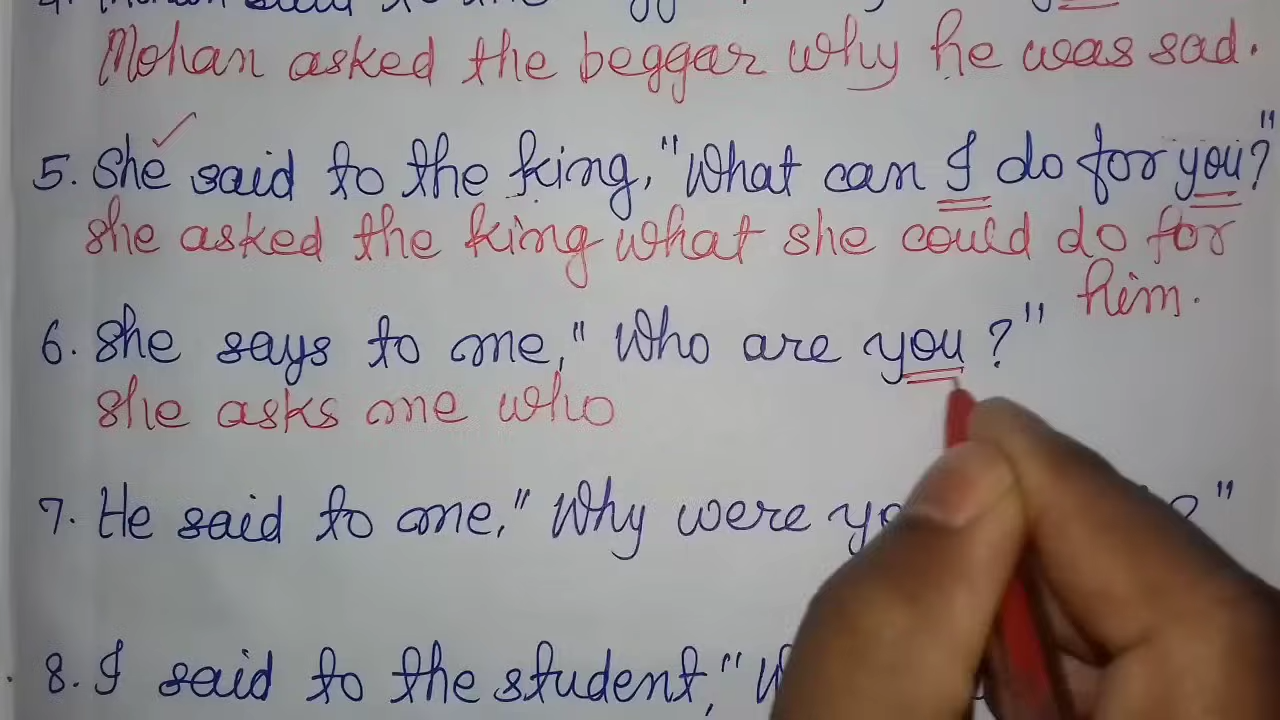 Mohan asked the beggar why he was sad.
5. She said to the king, "What can I do for you?"
she asked the king what she could do for
him.
6. She says to me, "Who are you?"
she asks me who
7. He said to me, "Why were ?"
8. I said to the student, "